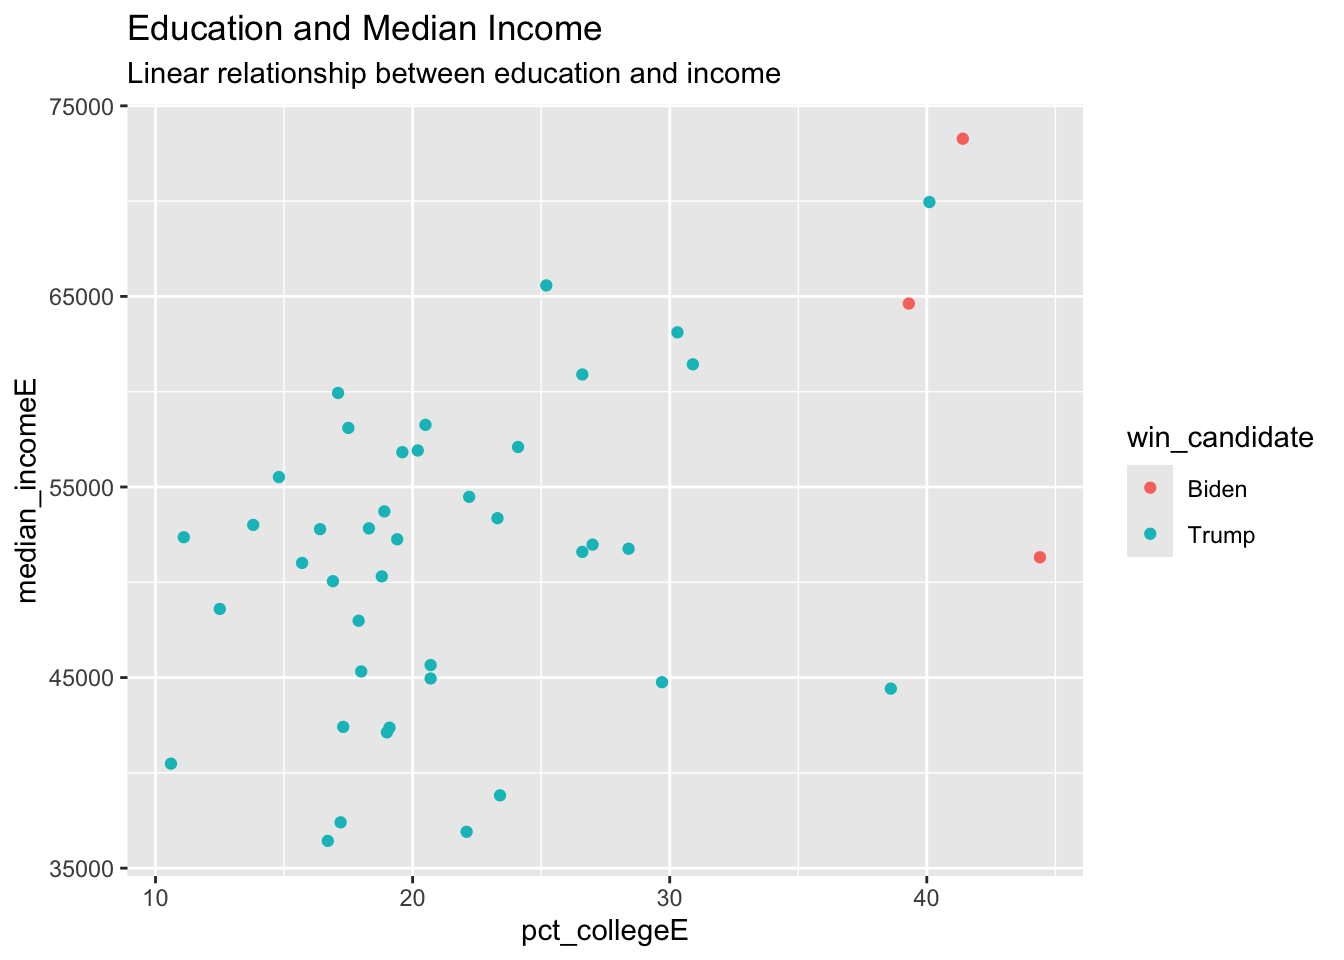 Education and Median Income
Linear relationship between education and income
75000
65000
55000
45000
35000
median_incomeE
10 20 30 40
pct_collegeE
win_candidate
Biden
Trump